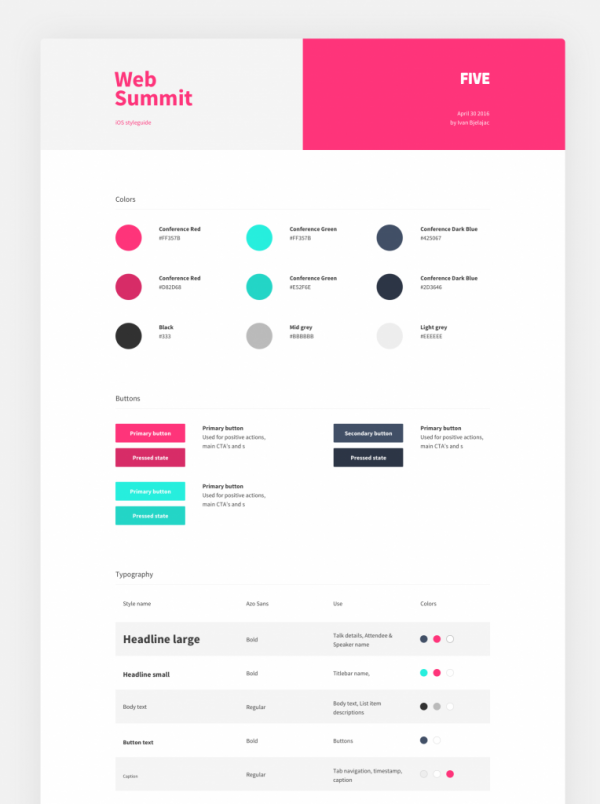 Web
Summit
iOS styleguide
FIVE
April 30 2016
by Ivan Bjelajac
Colors
Conference Red
#FF357B
Conference Green
#FF357B
Conference Dark Blue
#425067
Conference Red
#D82D68
Conference Green
#E52F6E
Conference Dark Blue
#2D3646
Black
#333
Mid grey
#BBBBBB
Light grey
#EEEEEE
Buttons
Primary button
Pressed state
Primary button
Used for positive actions,
main CTA's and s
Secondary button
Pressed state
Primary button
Used for positive actions,
main CTA's and s
Primary button
Pressed state
Primary button
Used for positive actions,
main CTA's and s
Typography
Style name
Azo Sans
Use
Colors
Headline large
Bold
Talk details, Attendee &
Speaker name
Headline small
Bold
Titlebar name,
Body text
Regular
Body text, List item
descriptions
Button text
Bold
Buttons
Caption
Regular
Tab navigation, timestamp,
caption